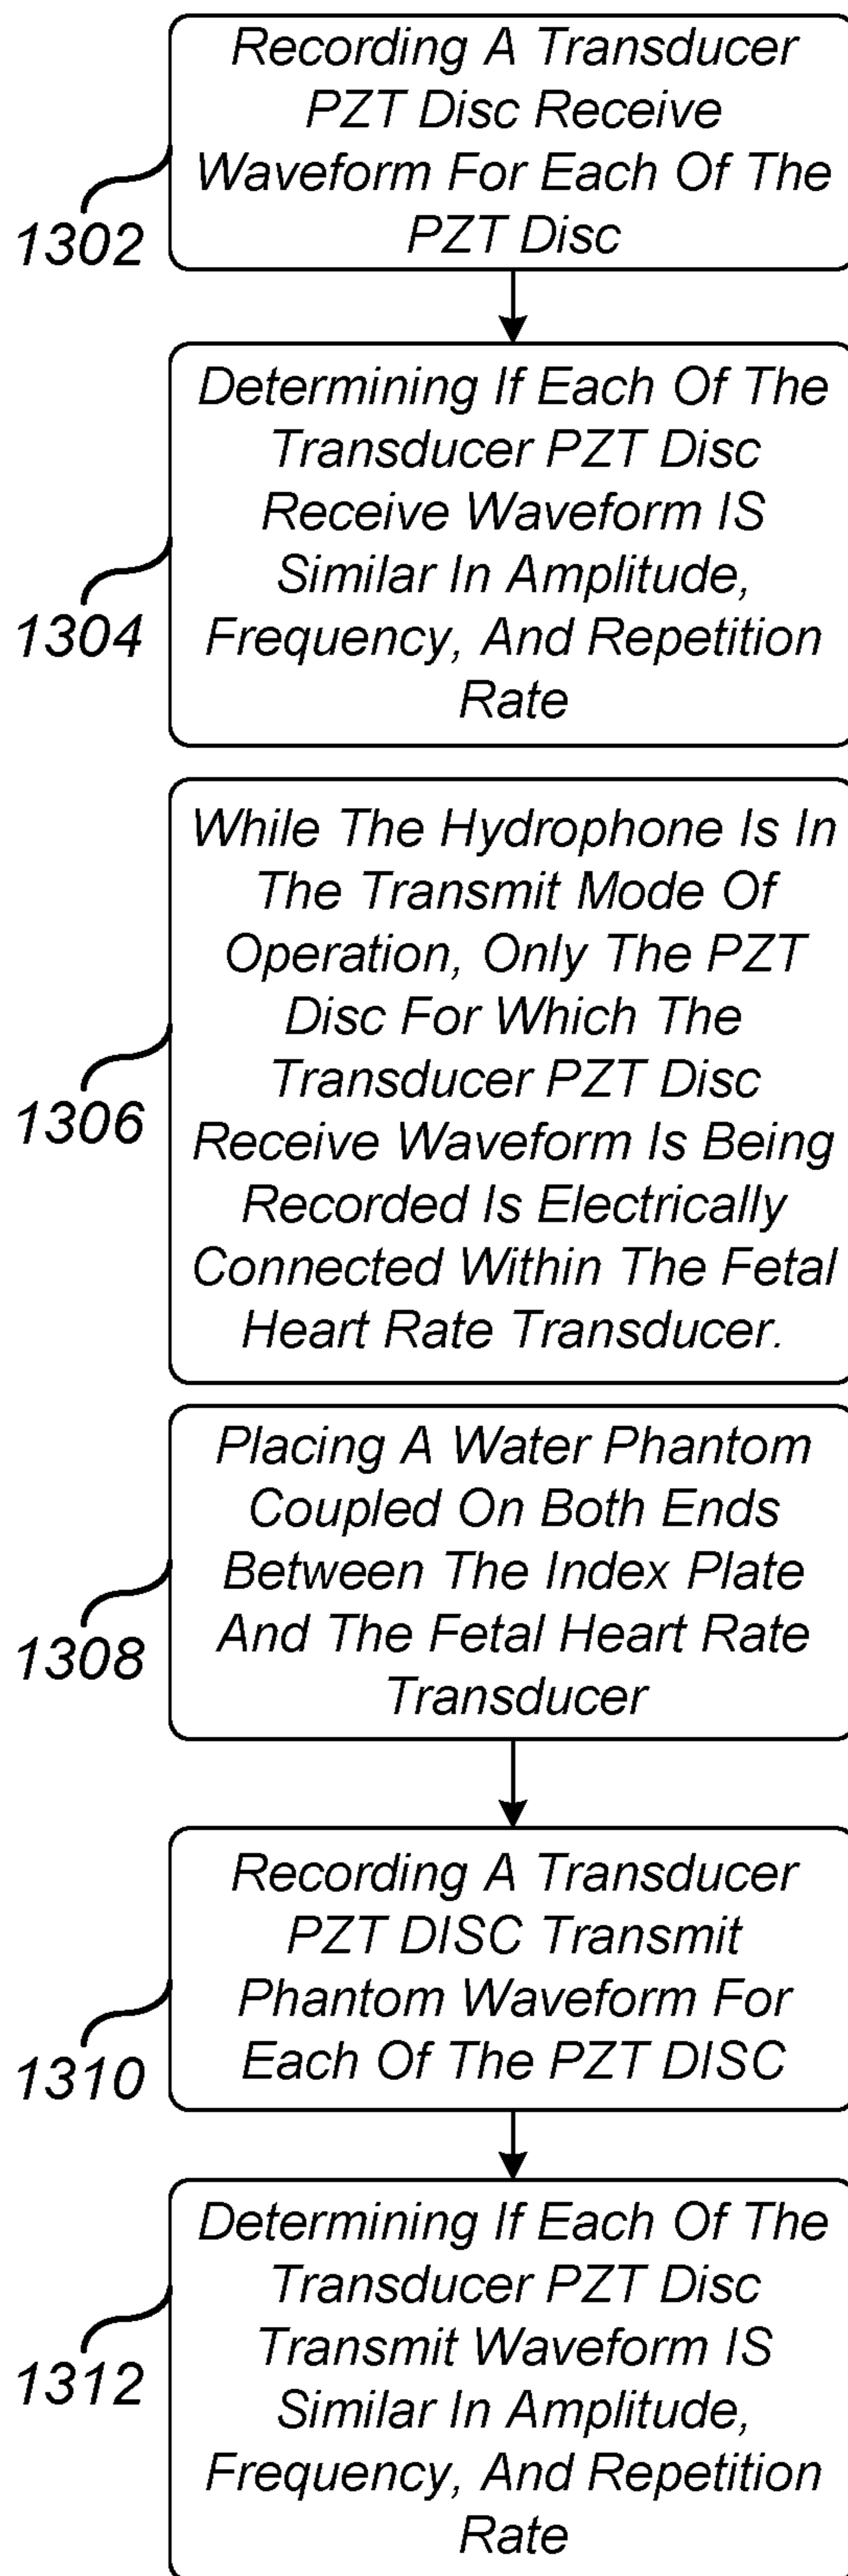 Recording A Transducer
PZT Disc Receive
Waveform For Each Of The
PZT Disc
1302
Determining If Each Of The
Transducer PZT Disc
Receive Waveform IS
Similar In Amplitude,
Frequency, And Repetition
Rate
1304
While The Hydrophone Is In
The Transmit Mode Of
Operation, Only The PZT
Disc For Which The
Transducer PZT Disc
Receive Waveform Is Being
Recorded Is Electrically
Connected Within The Fetal
Heart Rate Transducer.
1306
Placing A Water Phantom
Coupled On Both Ends
Between The Index Plate
And The Fetal Heart Rate
Transducer
1308
Recording A Transducer
PZT DISC Transmit
Phantom Waveform For
Each Of The PZT DISC
1310
Determining If Each Of The
Transducer PZT Disc
Transmit Waveform IS
Similar In Amplitude,
Frequency, And Repetition
Rate
1312